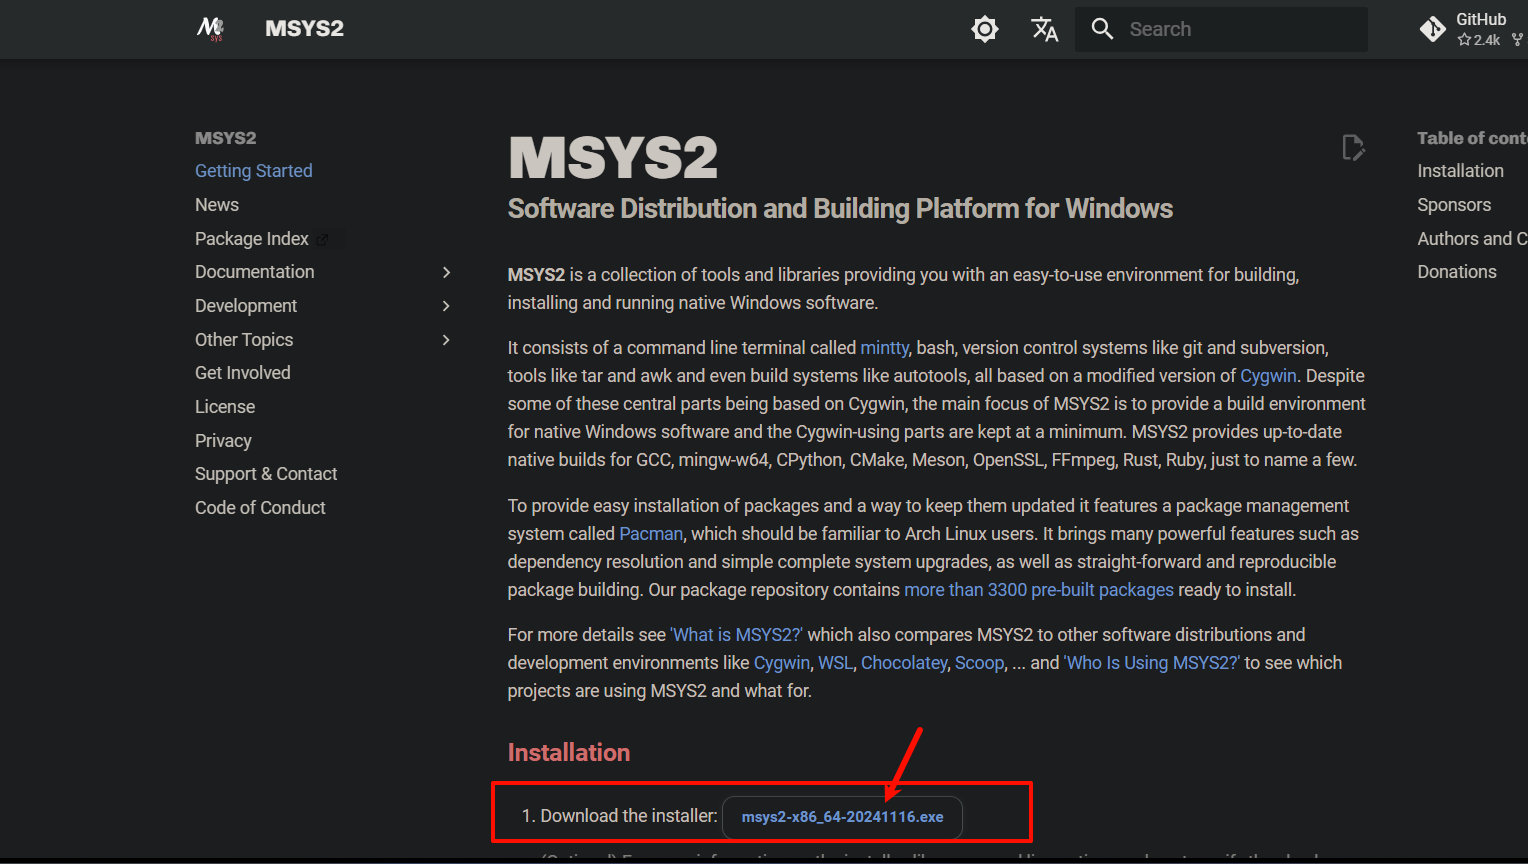 MSYS2
Search
GitHub
2.4k
MSYS2
Getting Started
News
Package Index
Documentation
Development
Other Topics
Get Involved
License
Privacy
Support & Contact
Code of Conduct
MSYS2
Software Distribution and Building Platform for Windows
MSYS2 is a collection of tools and libraries providing you with an easy-to-use environment for building,
installing and running native Windows software.
It consists of a command line terminal called mintty, bash, version control systems like git and subversion,
tools like tar and awk and even build systems like autotools, all based on a modified version of Cygwin. Despite
some of these central parts being based on Cygwin, the main focus of MSYS2 is to provide a build environment
for native Windows software and the Cygwin-using parts are kept at a minimum. MSYS2 provides up-to-date
native builds for GCC, mingw-w64, CPython, CMake, Meson, OpenSSL, FFmpeg, Rust, Ruby, just to name a few.
To provide easy installation of packages and a way to keep them updated it features a package management
system called Pacman, which should be familiar to Arch Linux users. It brings many powerful features such as
dependency resolution and simple complete system upgrades, as well as straight-forward and reproducible
package building. Our package repository contains more than 3300 pre-built packages ready to install.
For more details see 'What is MSYS2?' which also compares MSYS2 to other software distributions and
development environments like Cygwin, WSL, Chocolatey, Scoop, ... and 'Who Is Using MSYS2?' to see which
projects are using MSYS2 and what for.
Installation
1. Download the installer: msys2-x86_64-20241116.exe
Table of cont
Installation
Sponsors
Authors and C
Donations